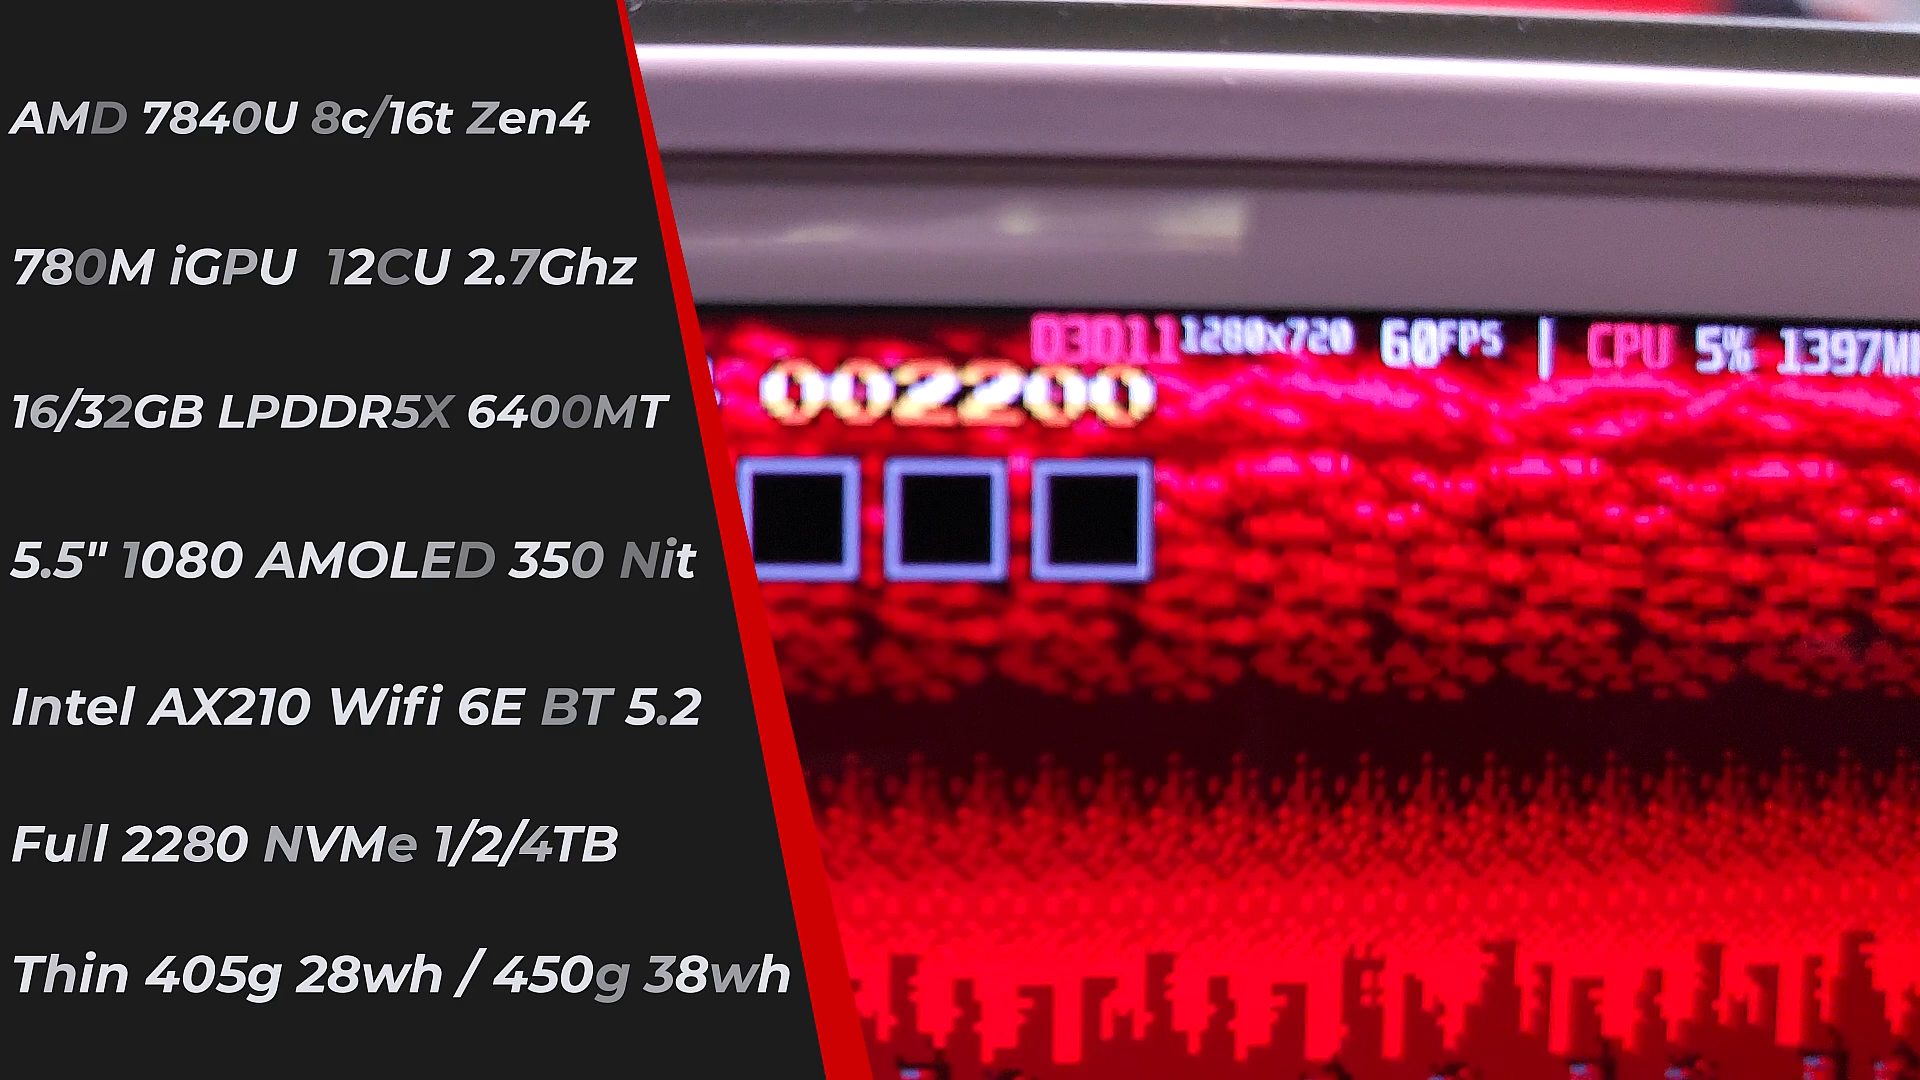 AMD 7840U 8c/16t Zen4
780M iGPU 12CU 2.7Ghz
16/32GB LPDDR5X 6400MT
5.5" 1080 AMOLED 350 Nit
Intel AX210 Wifi 6E BT 5.2
Full 2280 NVMe 1/2/4TB
Thin 405g 28wh / 450g 38wh
D3D11 1280x720 60FPS | CPU 5% 1397M
002200